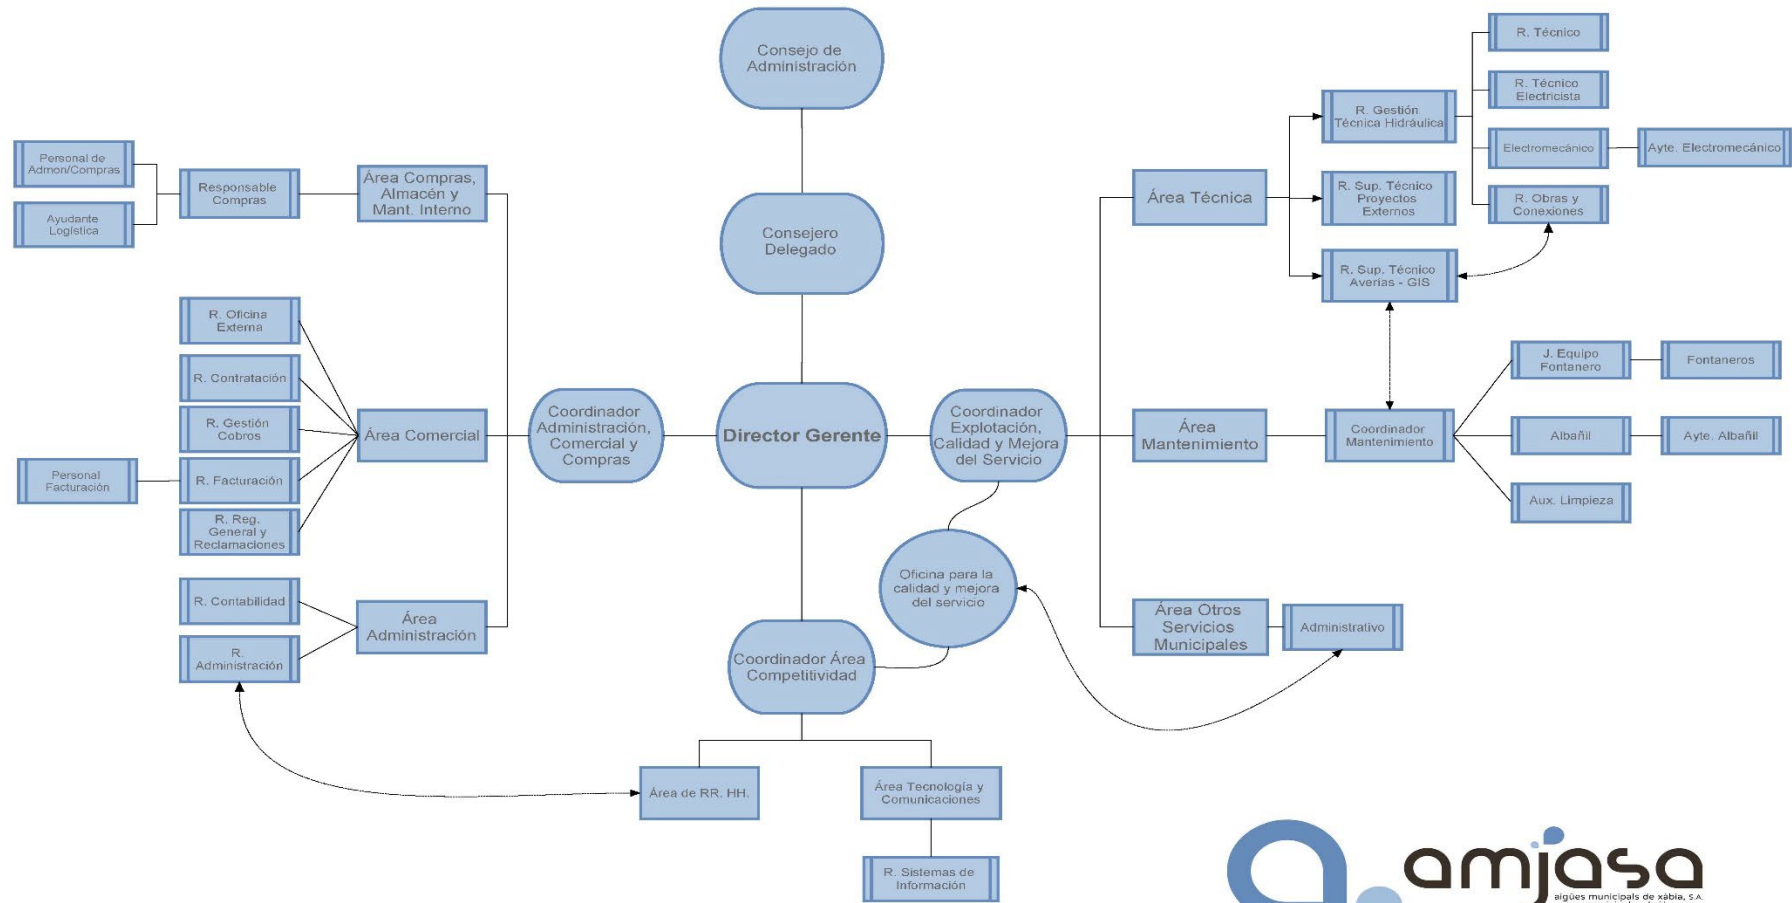 Consejo de
Administración
Consejero
Delegado
Director Gerente
Coordinador
Administración,
Comercial y
Compras
Área Compras,
Almacén y
Mant. Interno
Responsable
Compras
Personal de
Admon/Compras
Ayudante
Logística
Área Comercial
R. Oficina
Externa
R. Contratación
R. Gestión
Cobros
R. Facturación
Personal
Facturación
R. Reg.
General y
Reclamaciones
Área
Administración
R. Contabilidad
R.
Administración
Coordinador
Explotación,
Calidad y Mejora
del Servicio
Oficina para la
calidad y mejora
del servicio
Coordinador Área
Competitividad
Área de RR. HH.
Área Tecnología y
Comunicaciones
R. Sistemas de
Información
Área Técnica
R. Gestión
Técnica Hidráulica
R. Técnico
R. Técnico
Electricista
Electromecánico
Ayte. Electromecánico
R. Obras y
Conexiones
R. Sup. Técnico
Proyectos
Externos
R. Sup. Técnico
Averías - GIS
Área
Mantenimiento
Coordinador
Mantenimiento
J. Equipo
Fontanero
Fontaneros
Albañil
Ayte. Albañil
Aux. Limpieza
Área Otros
Servicios
Municipales
Administrativo
amjasa
aigües municipals de xàbia, S.A.